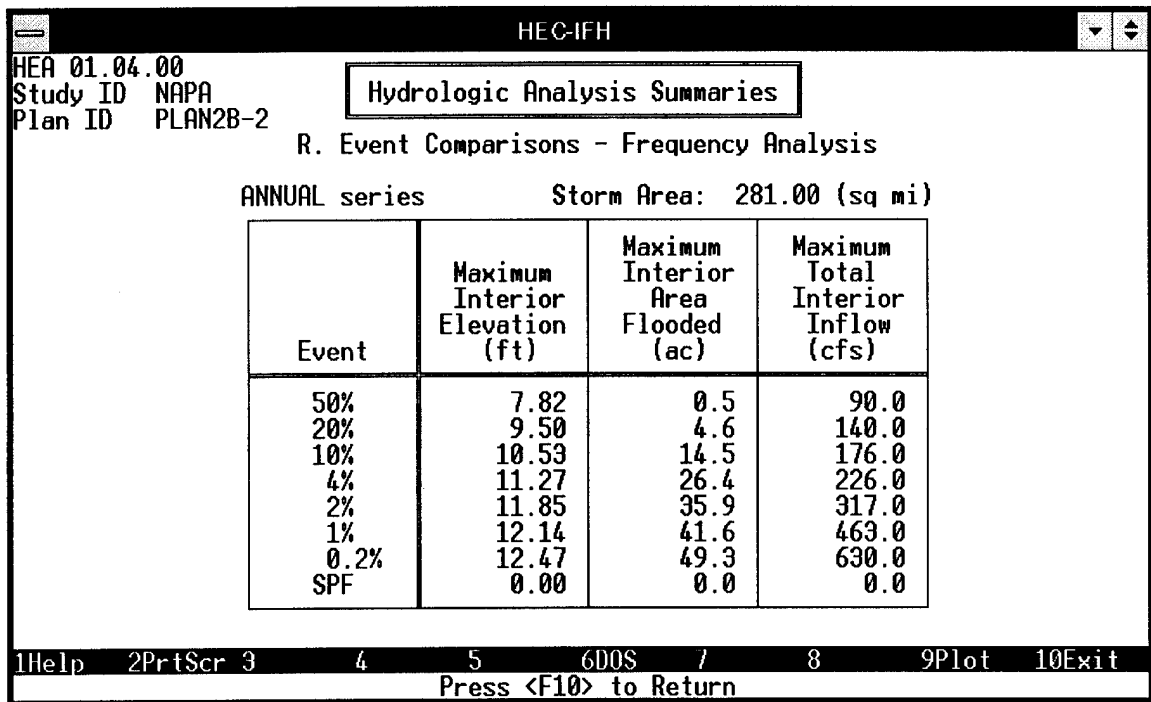 HEC-IFH
HEA 01.04.00
Study ID NAPA
Plan ID PLAN2B-2
Hydrologic Analysis Summaries
R. Event Comparisons - Frequency Analysis
ANNUAL series Storm Area: 281.00 (sq mi)
Event
Maximum
Interior
Elevation
(ft)
Maximum
Interior
Area
Flooded
(ac)
Maximum
Total
Interior
Inflow
(cfs)
50% 7.82 0.5 90.0
20% 9.50 4.6 140.0
10% 10.53 14.5 176.0
4% 11.27 26.4 226.0
2% 11.85 35.9 317.0
1% 12.14 41.6 463.0
0.2% 12.47 49.3 630.0
SPF 0.00 0.0 0.0
1Help 2PrtScr 3 4 5 6DOS 7 8 9Plot 10Exit
Press <F10> to Return